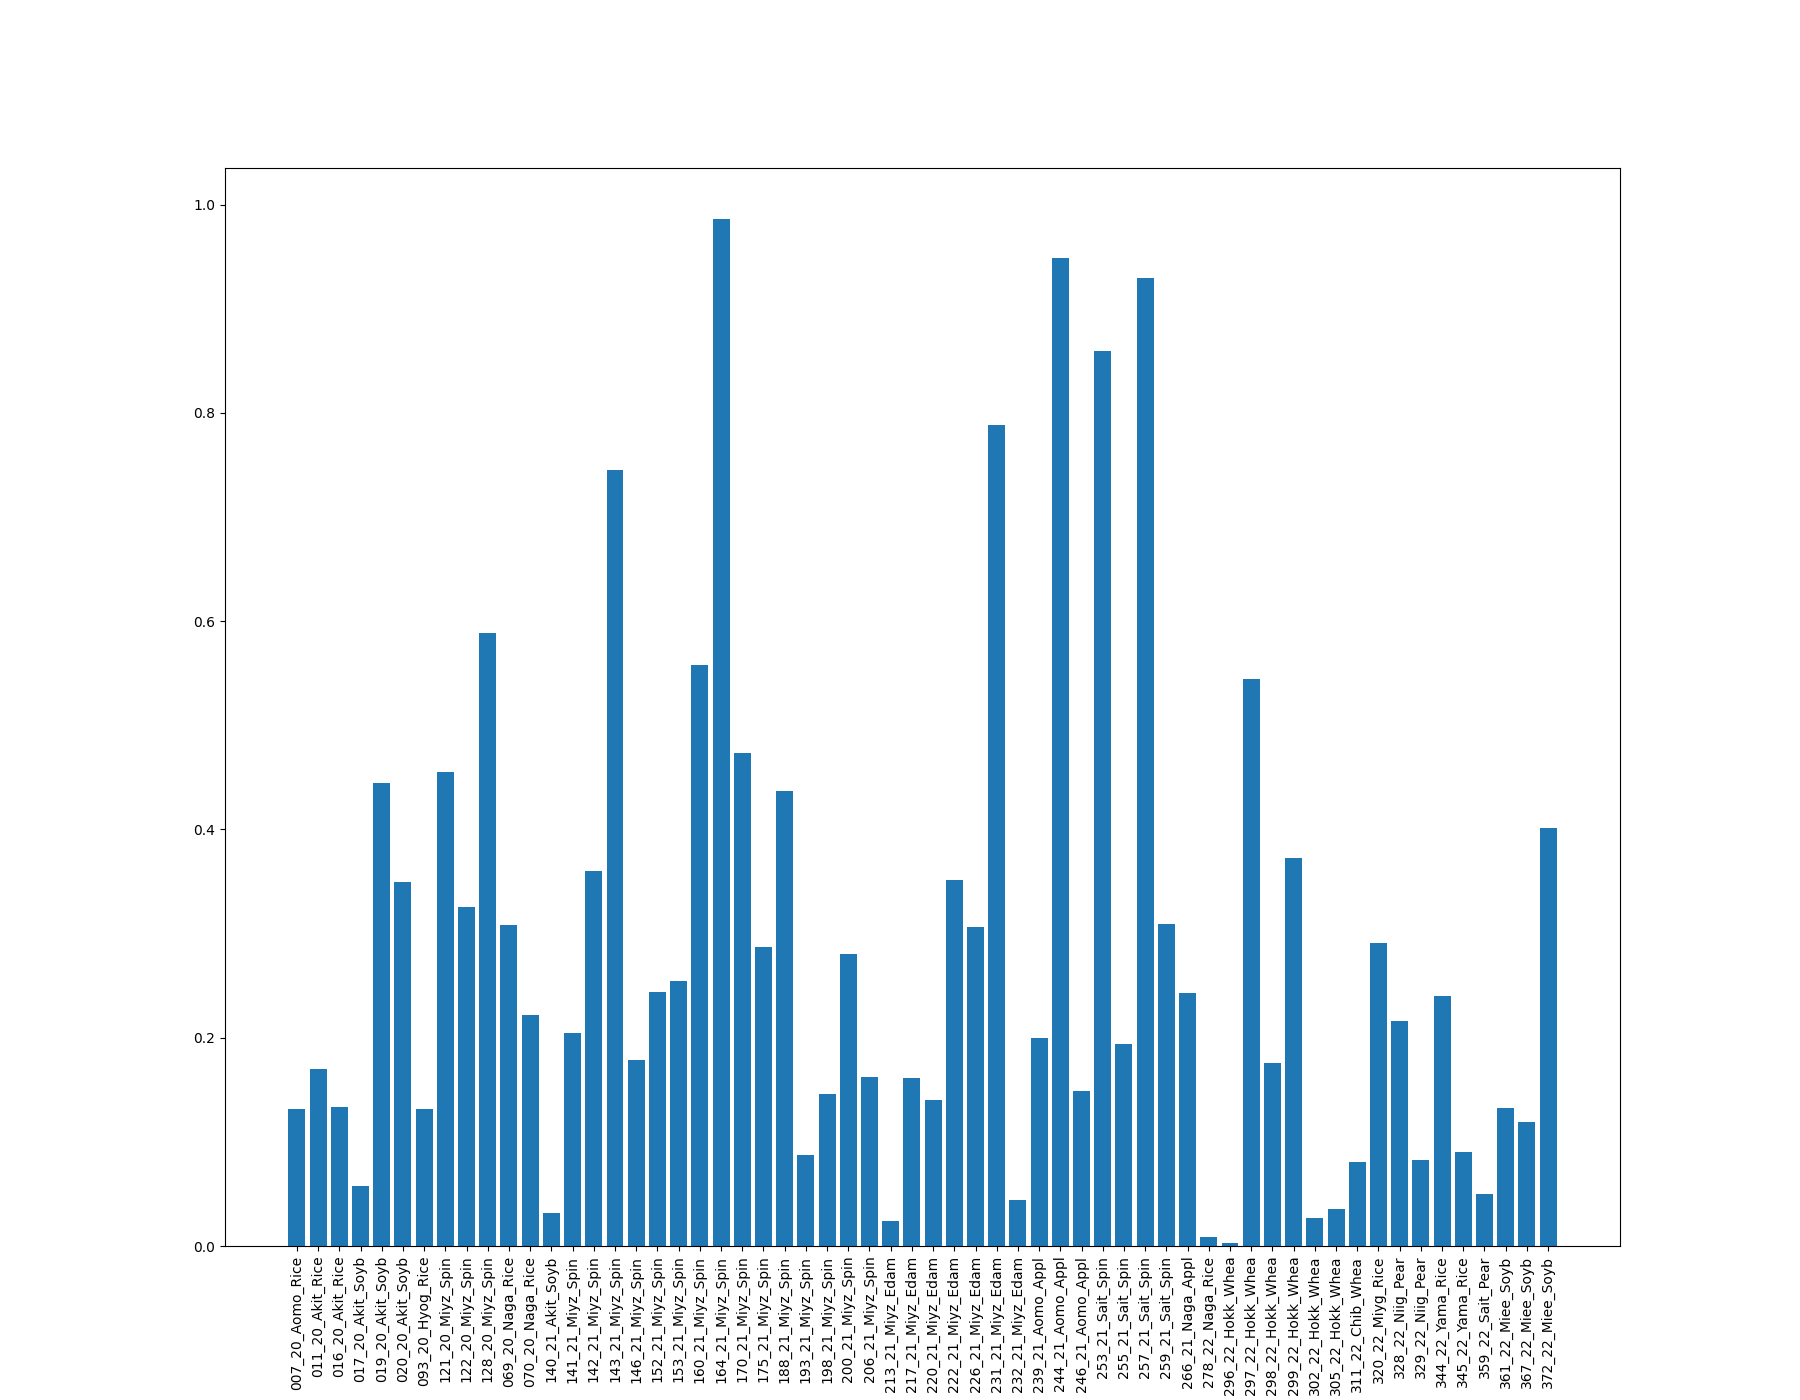 1.0
0.8
0.6
0.4
0.2
0.0
007_20_Aomo_Rice
011_20_Akit_Rice
016_20_Akit_Rice
017_20_Akit_Soyb
019_20_Akit_Soyb
020_20_Akit_Soyb
093_20_Hyog_Rice
121_20_Miyz_Spin
122_20_Miyz_Spin
128_20_Miyz_Spin
069_20_Naga_Rice
070_20_Naga_Rice
140_21_Akit_Soyb
141_21_Miyz_Spin
142_21_Miyz_Spin
143_21_Miyz_Spin
146_21_Miyz_Spin
152_21_Miyz_Spin
153_21_Miyz_Spin
160_21_Miyz_Spin
164_21_Miyz_Spin
170_21_Miyz_Spin
175_21_Miyz_Spin
188_21_Miyz_Spin
193_21_Miyz_Spin
198_21_Miyz_Spin
200_21_Miyz_Spin
206_21_Miyz_Spin
213_21_Miyz_Edam
217_21_Miyz_Edam
220_21_Miyz_Edam
222_21_Miyz_Edam
226_21_Miyz_Edam
231_21_Miyz_Edam
232_21_Miyz_Edam
239_21_Aomo_Appl
244_21_Aomo_Appl
246_21_Aomo_Appl
253_21_Sait_Spin
255_21_Sait_Spin
257_21_Sait_Spin
259_21_Sait_Spin
266_21_Naga_Appl
278_22_Naga_Rice
296_22_Hokk_Whea
297_22_Hokk_Whea
298_22_Hokk_Whea
299_22_Hokk_Whea
302_22_Hokk_Whea
305_22_Hokk_Whea
311_22_Chib_Whea
320_22_Miyg_Rice
328_22_Niig_Pear
329_22_Niig_Pear
344_22_Yama_Rice
345_22_Yama_Rice
359_22_Sait_Pear
361_22_Miee_Soyb
367_22_Miee_Soyb
372_22_Miee_Soyb